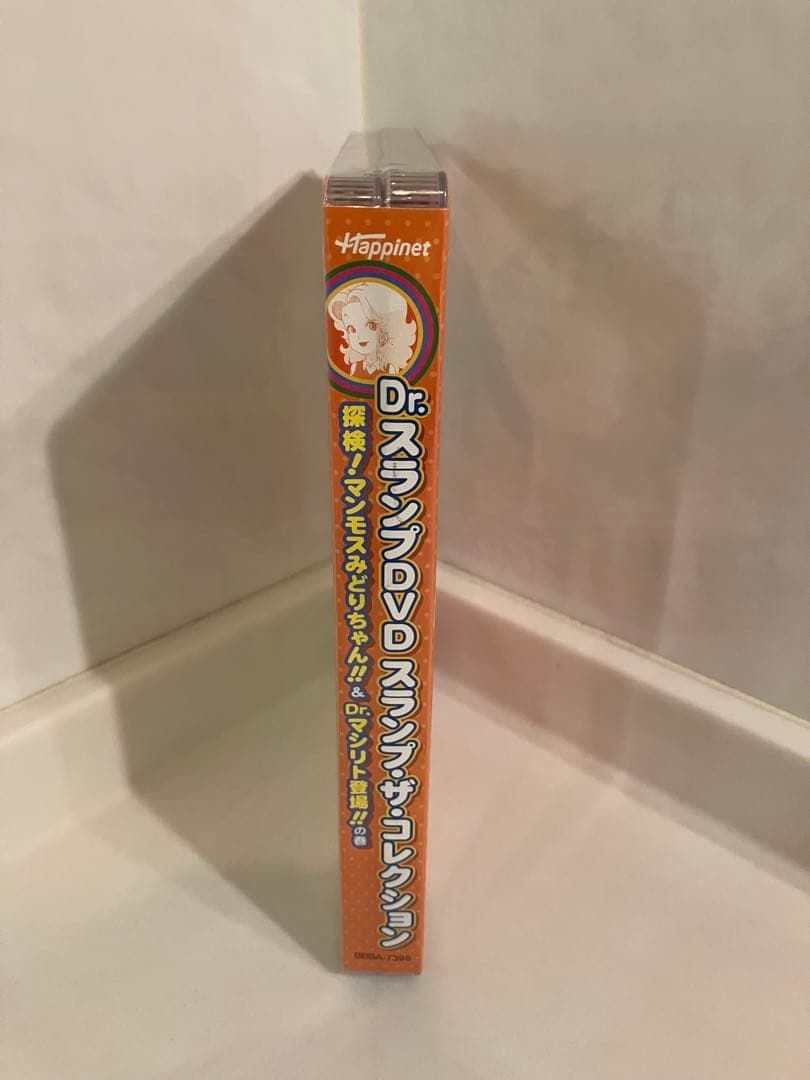 Happinet
Dr.スランプDVD スランプ・ザ・コレクション
探検！マンモスみどりちゃん!! & Dr.マシリト登場!! の巻